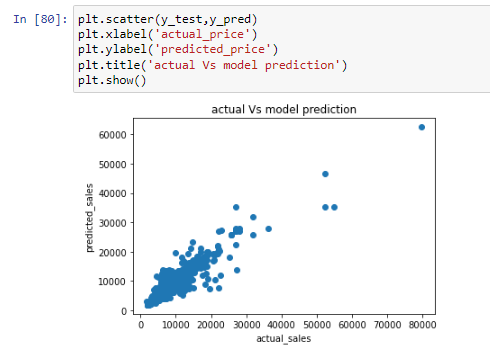 In [80]: plt.scatter(y_test,y_pred)
plt.xlabel('actual_price')
plt.ylabel('predicted_price')
plt.title('actual Vs model prediction')
plt.show()
actual Vs model prediction
60000
50000
40000
30000
20000
10000
0
predicted_sales
0 10000 20000 30000 40000 50000 60000 70000 80000
actual_sales